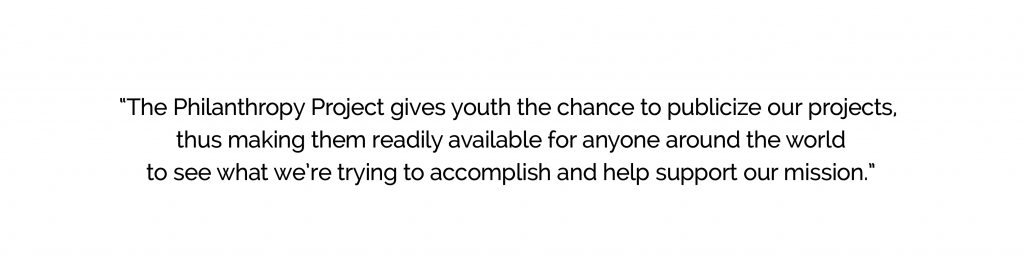 "The Philanthropy Project gives youth the chance to publicize our projects,
thus making them readily available for anyone around the world
to see what we're trying to accomplish and help support our mission."